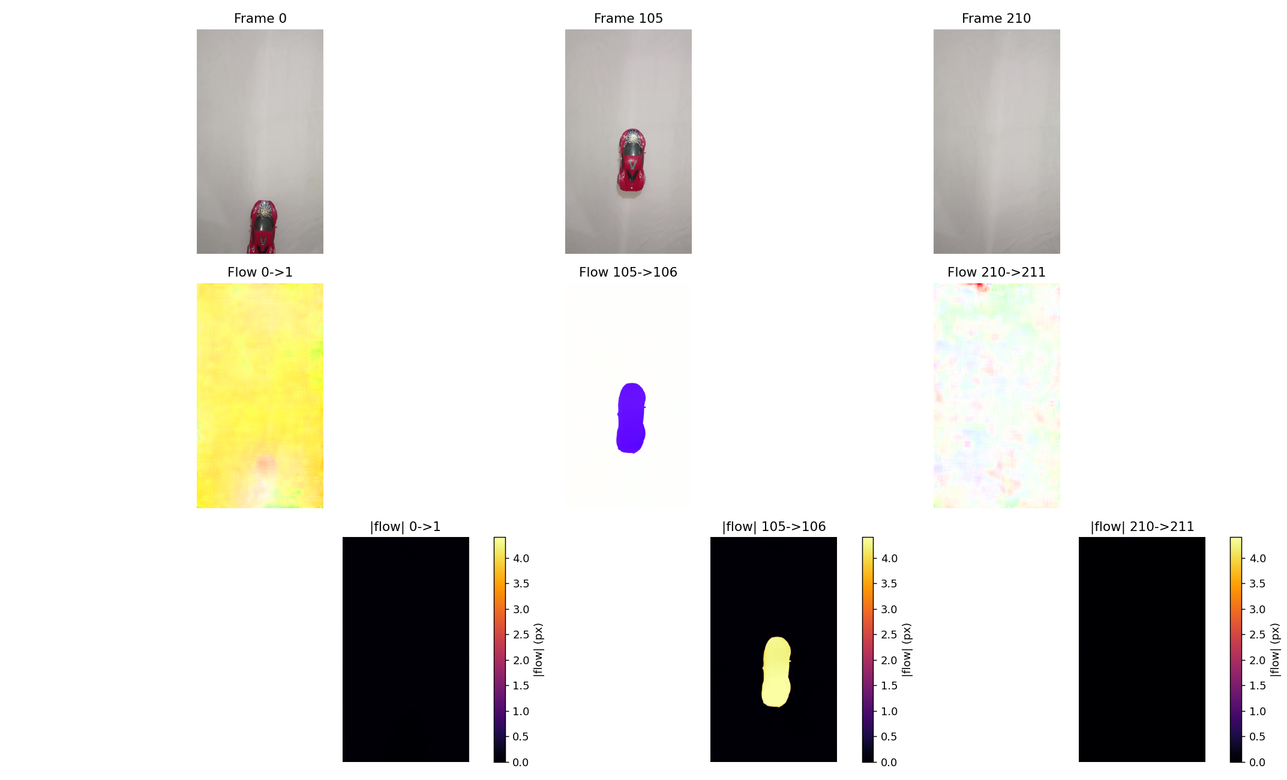 Frame 0
Frame 105
Frame 210
Flow 0->1
Flow 105->106
Flow 210->211
|flow| 0->1
4.0
3.5
3.0
2.5
2.0
1.5
1.0
0.5
0.0
|flow| (px)
|flow| 105->106
4.0
3.5
3.0
2.5
2.0
1.5
1.0
0.5
0.0
|flow| (px)
|flow| 210->211
4.0
3.5
3.0
2.5
2.0
1.5
1.0
0.5
0.0
|flow| (px)